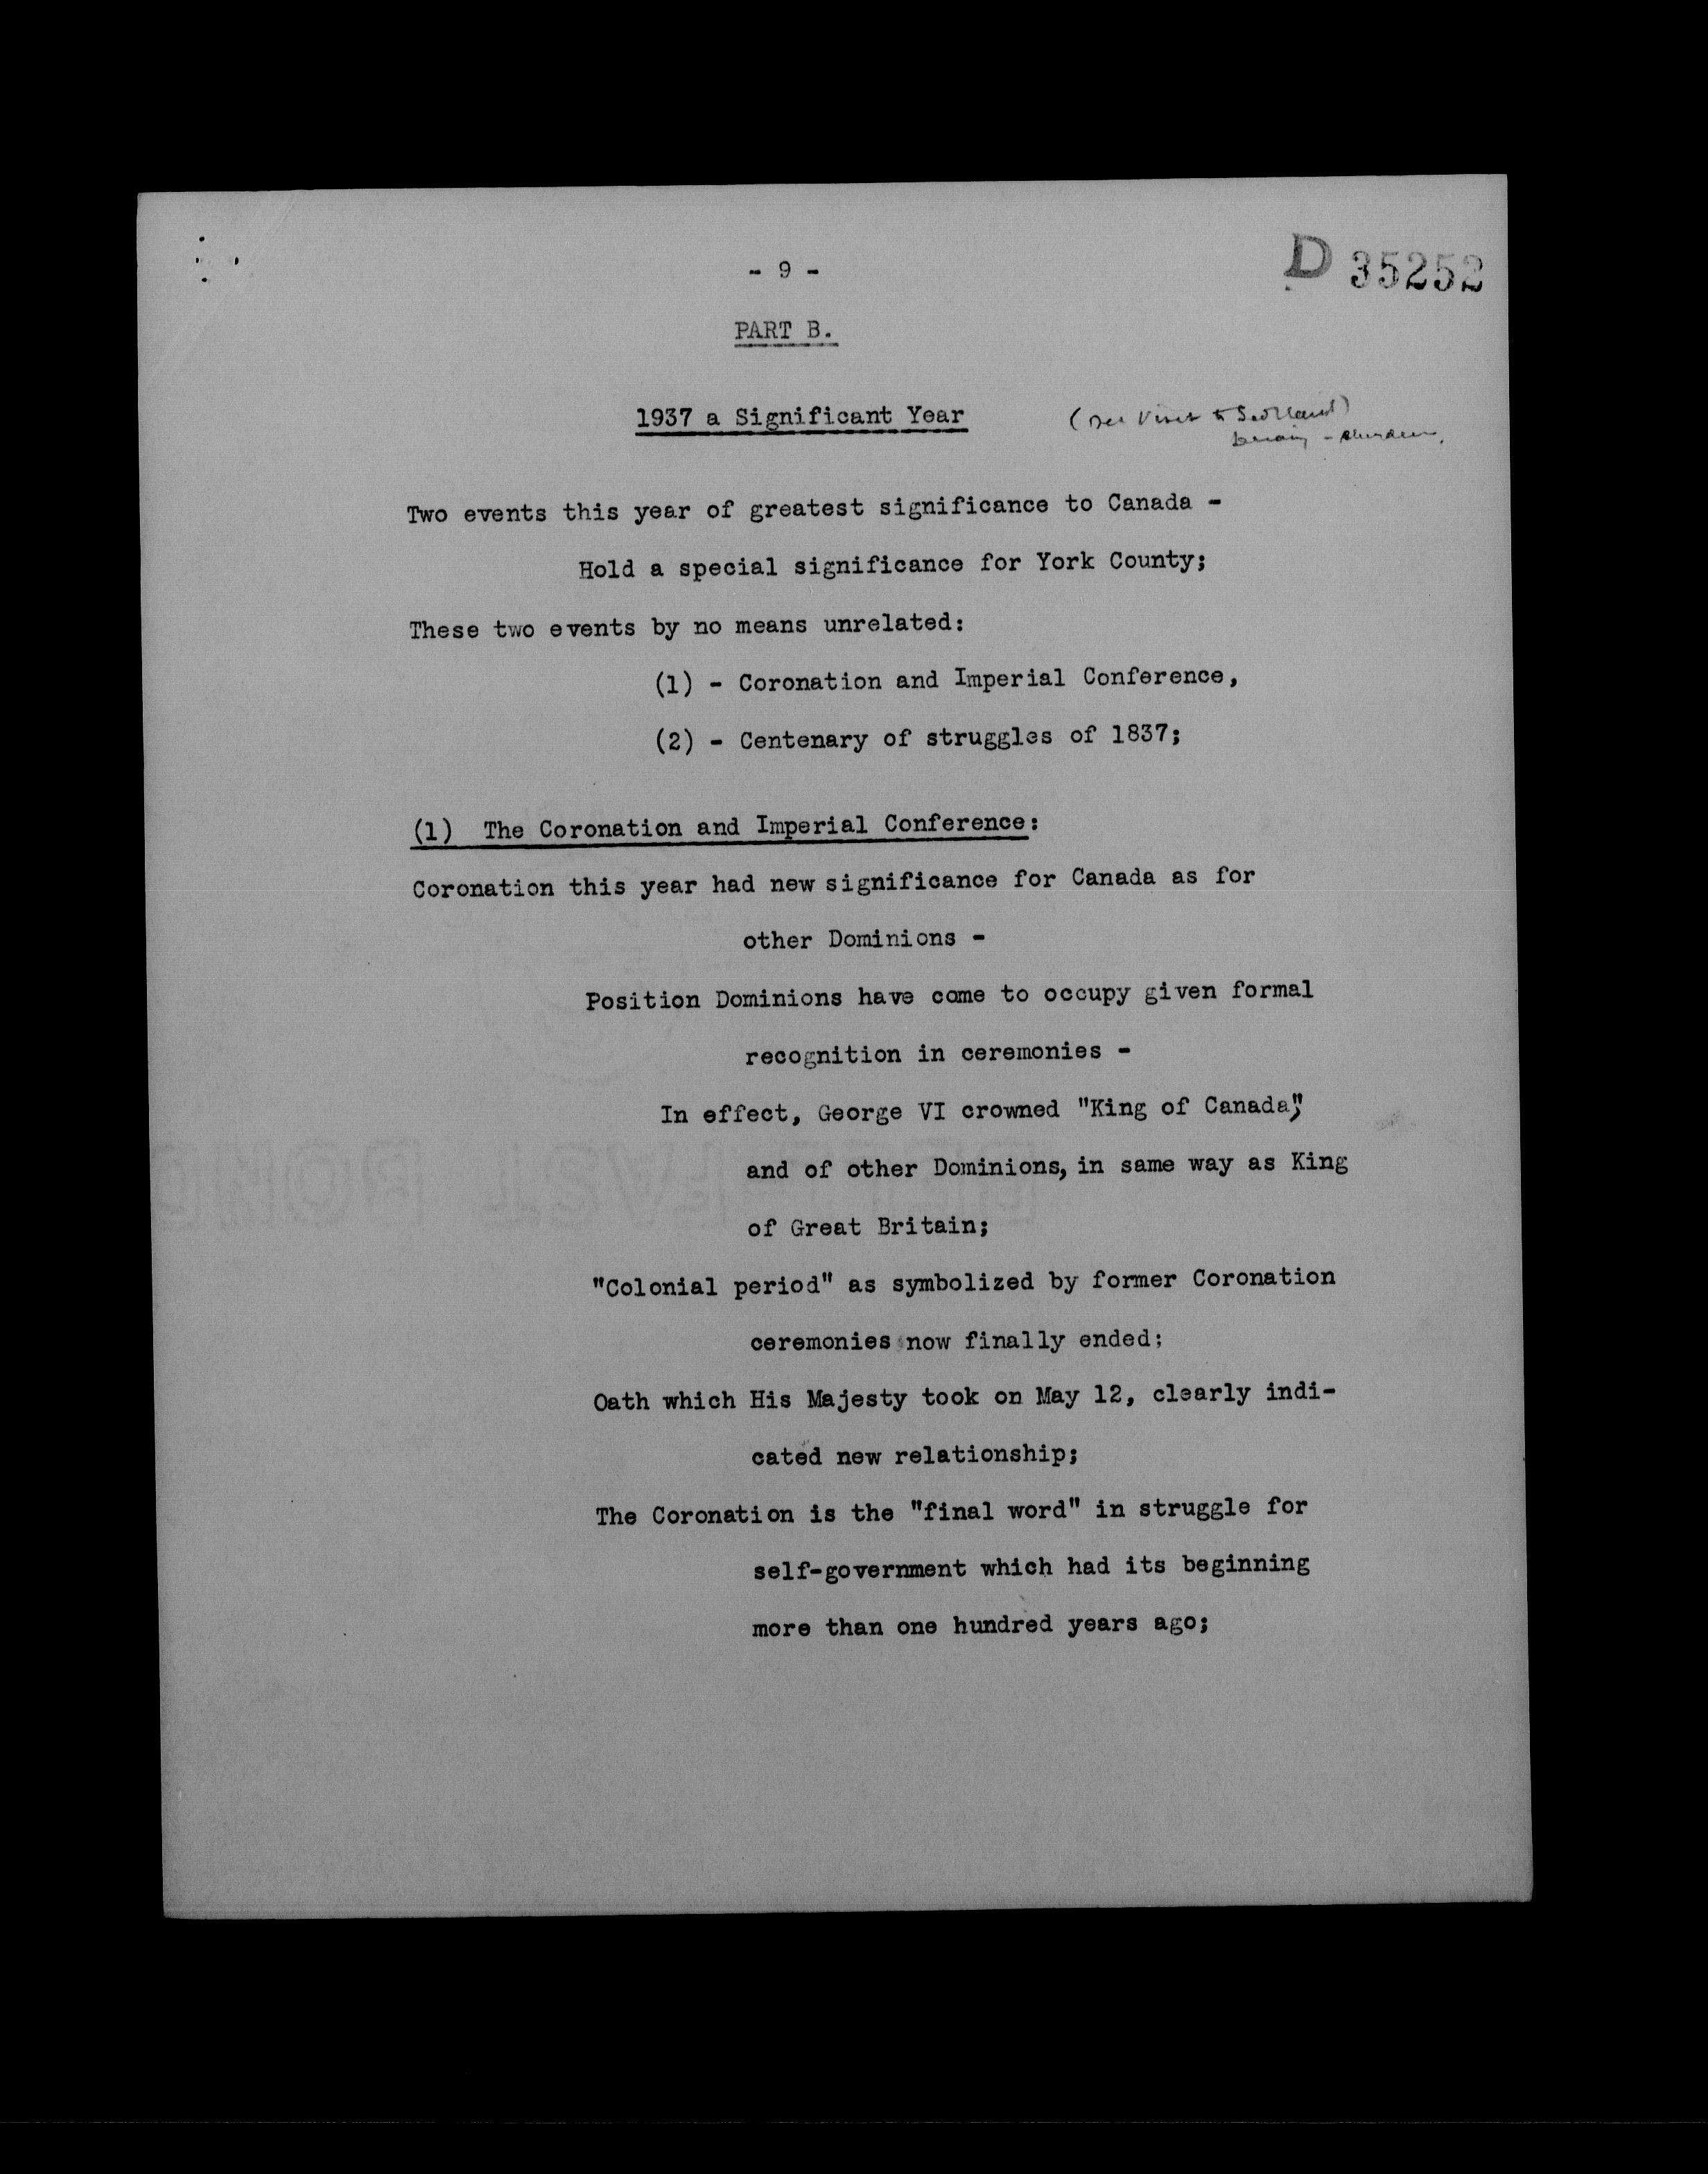 - 9 -
D 35252
PART B.
1937 a Significant Year
(See Visit to Scotland)
Two events this year of greatest significance to Canada -
Hold a special significance for York County;
These two events by no means unrelated:
(1) - Coronation and Imperial Conference,
(2) - Centenary of struggles of 1837;
(1) The Coronation and Imperial Conference:
Coronation this year had new significance for Canada as for
other Dominions -
Position Dominions have come to occupy given formal
recognition in ceremonies -
In effect, George VI crowned "King of Canada",
and of other Dominions, in same way as King
of Great Britain;
"Colonial period" as symbolized by former Coronation
ceremonies now finally ended;
Oath which His Majesty took on May 12, clearly indi-
cated new relationship;
The Coronation is the "final word" in struggle for
self-government which had its beginning
more than one hundred years ago;